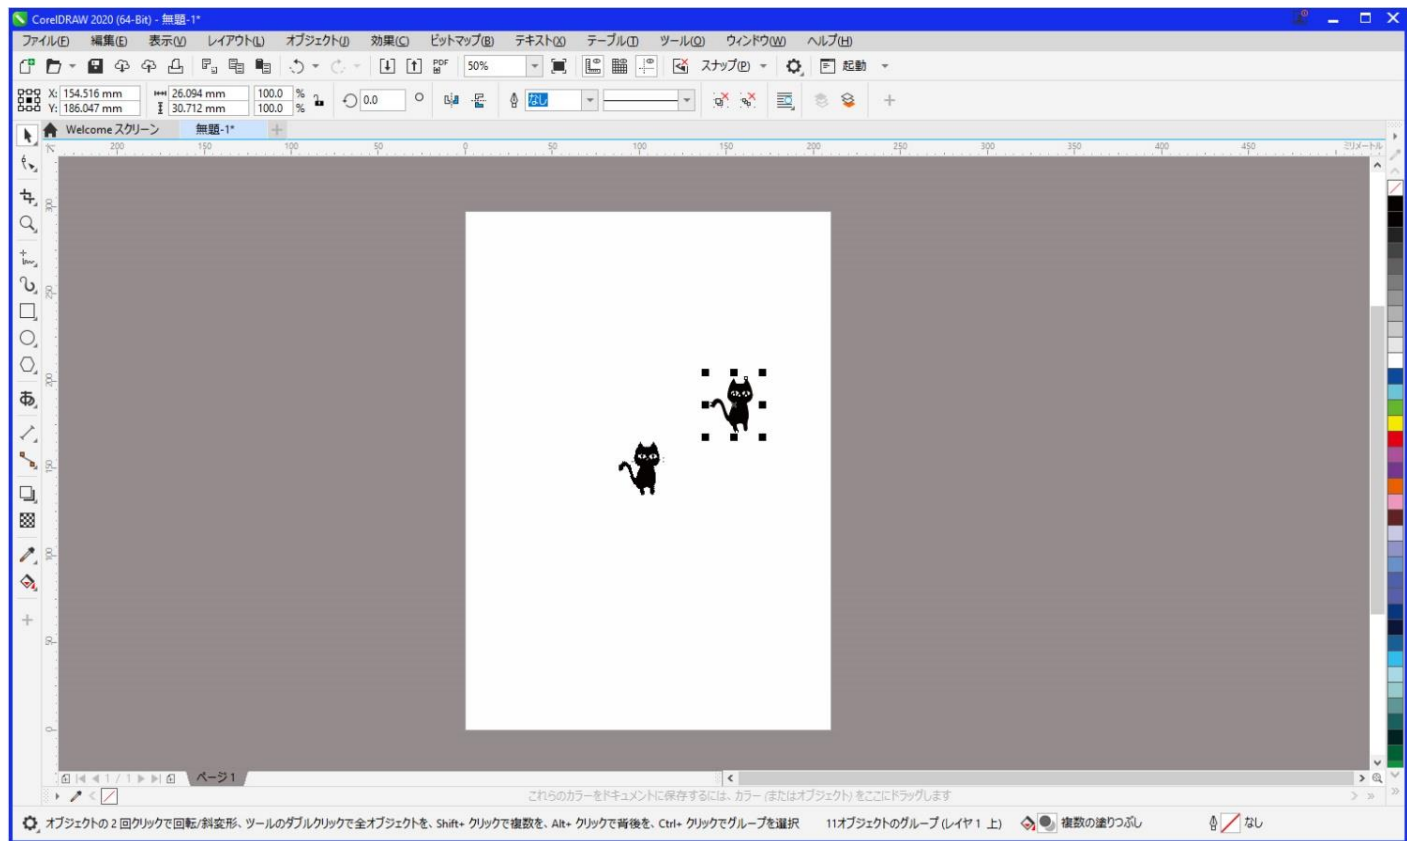 CorelDRAW 2020 (64-Bit) - 無題-1*
ファイル(F) 編集(E) 表示(V) レイアウト(L) オブジェクト(J) 効果(C) ビットマップ(B) テキスト(X) テーブル(T) ツール(O) ウィンドウ(W) ヘルプ(H)
PDF 50% スナップ(P) 起動
X: 154.516 mm 26.094 mm 100.0 % 0.0 ° なし
Y: 186.047 mm 30.712 mm 100.0 %
Welcome スクリーン 無題-1*
200 150 100 50 0 50 100 150 200 250 300 350 400 450 ミリメートル
300
250
200
150
100
50
0
あ
1 / 1 ページ 1
これらのカラーをドキュメントに保存するには、カラー (またはオブジェクト) をここにドラッグします
オブジェクトの 2 回クリックで回転/斜変形、ツールのダブルクリックで全オブジェクトを、Shift+ クリックで複数を、Alt+ クリックで背後を、Ctrl+ クリックでグループを選択 11オブジェクトのグループ (レイヤ 1 上) 複数の塗りつぶし なし